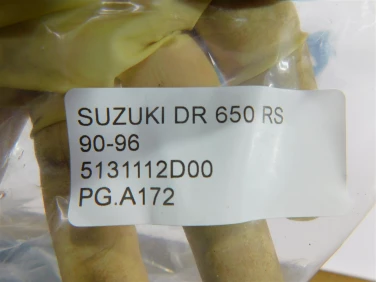 SUZUKI DR 650 RS
90-96
5131112D00
PG.A172